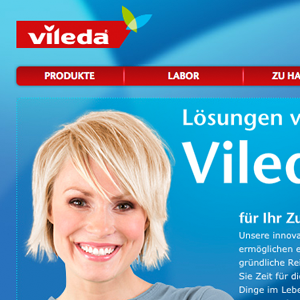 vileda
PRODUKTE LABOR ZU HA
Lösungen v
Viled
für Ihr Zu
Unsere innova
ermöglichen e
gründliche Rei
Sie Zeit für di
Dinge im Lebe